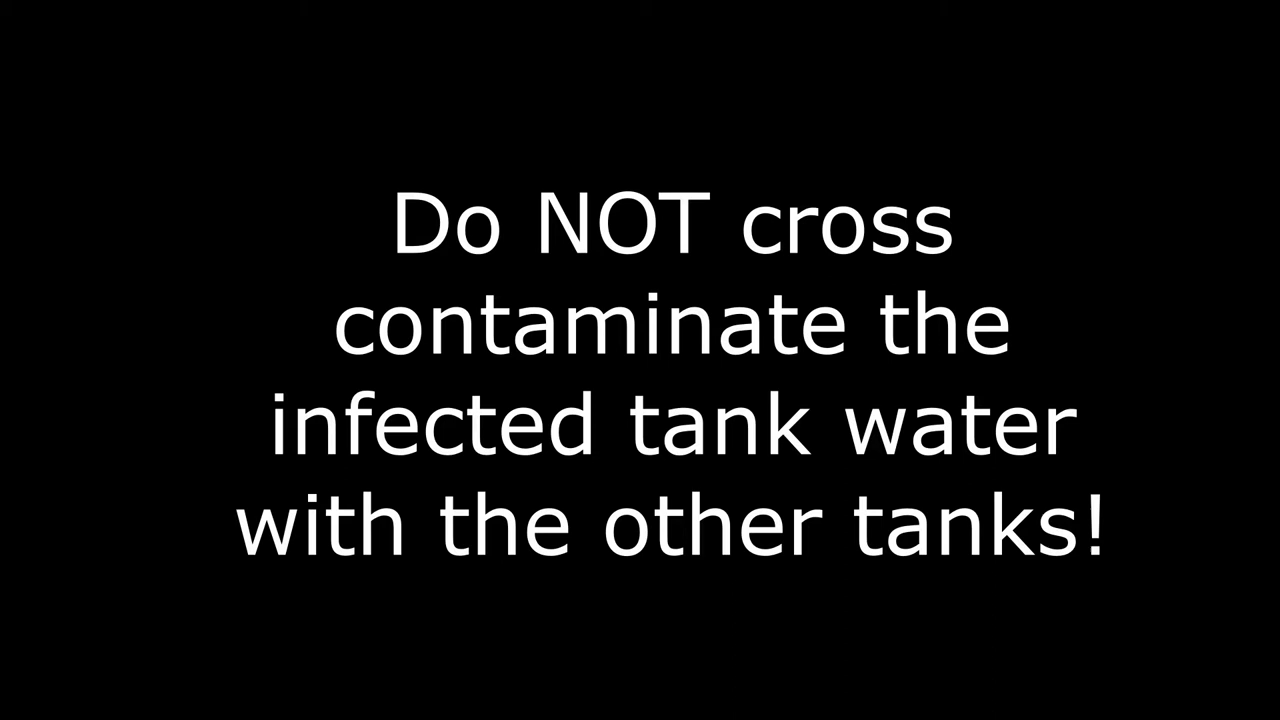 Do NOT cross
contaminate the
infected tank water
with the other tanks!